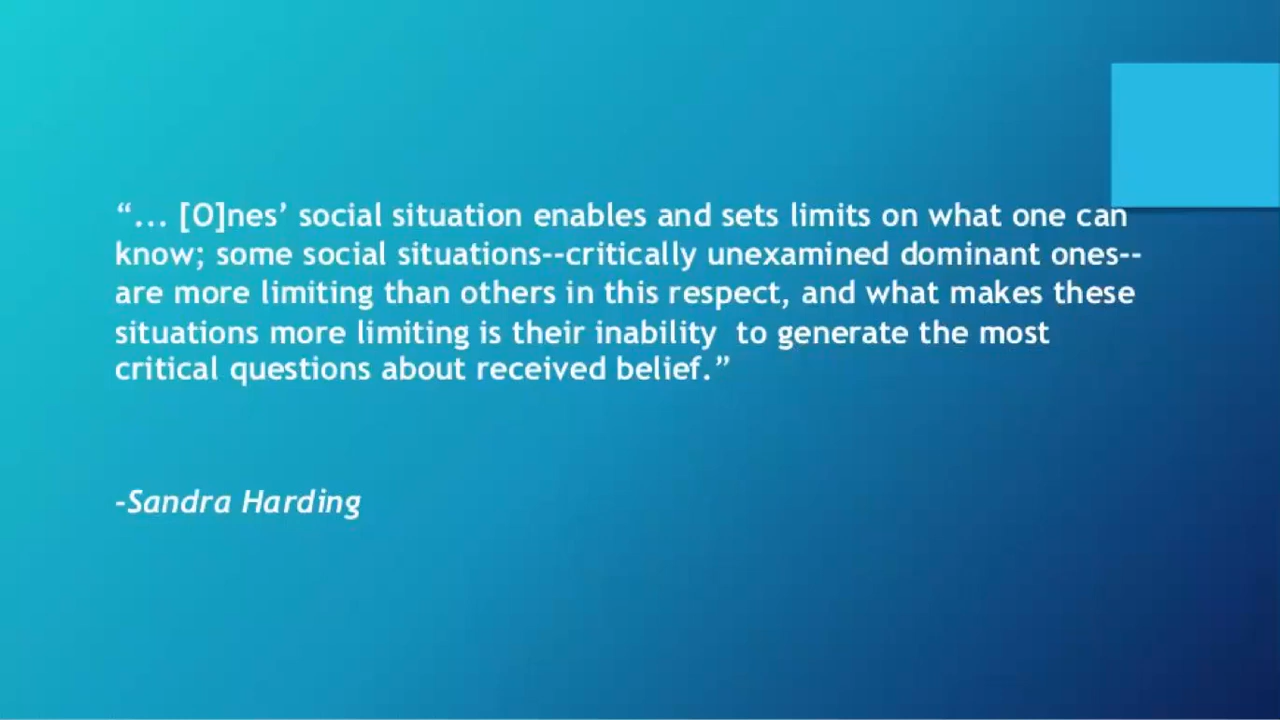 “... [O]nes’ social situation enables and sets limits on what one can
know; some social situations--critically unexamined dominant ones--
are more limiting than others in this respect, and what makes these
situations more limiting is their inability  to generate the most
critical questions about received belief.”
-Sandra Harding